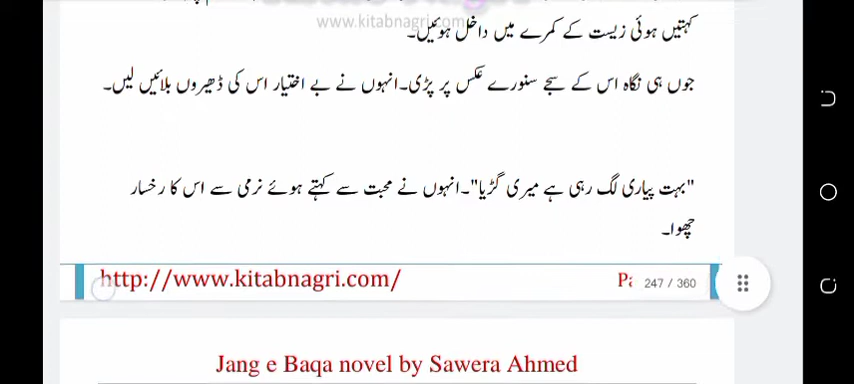 www.kitabnagri.com
کہتیں ہوئی زیست کے کمرے میں داخل ہوئیں۔
جوں ہی نگاہ اس کے سجے سنورے عکس پر پڑی۔انہوں نے بے اختیار اس کی ڈھیروں بلائیں لیں۔
"بہت پیاری لگ رہی ہے میری گڑیا"۔انہوں نے محبت سے کہتے ہوئے نرمی سے اس کا رخسار
چھوا۔
http://www.kitabnagri.com/ Pa 247 / 360
Jang e Baqa novel by Sawera Ahmed